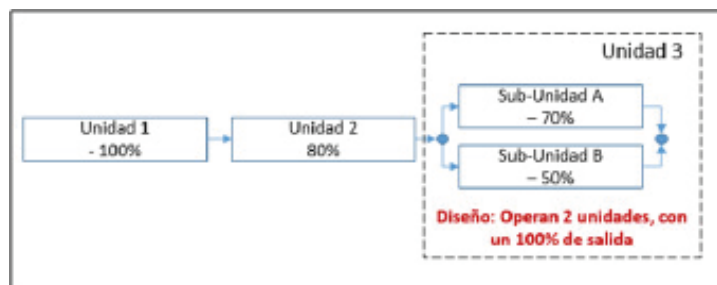 Unidad 3
Unidad 1
- 100%
Unidad 2
80%
Sub-Unidad A
– 70%
Sub-Unidad B
– 50%
Diseño: Operan 2 unidades, con
un 100% de salida